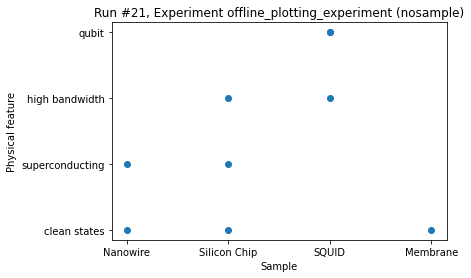 Run #21, Experiment offline_plotting_experiment (nosample)
qubit
high bandwidth
Physical feature
superconducting
clean states
Nanowire Silicon Chip SQUID Membrane
Sample